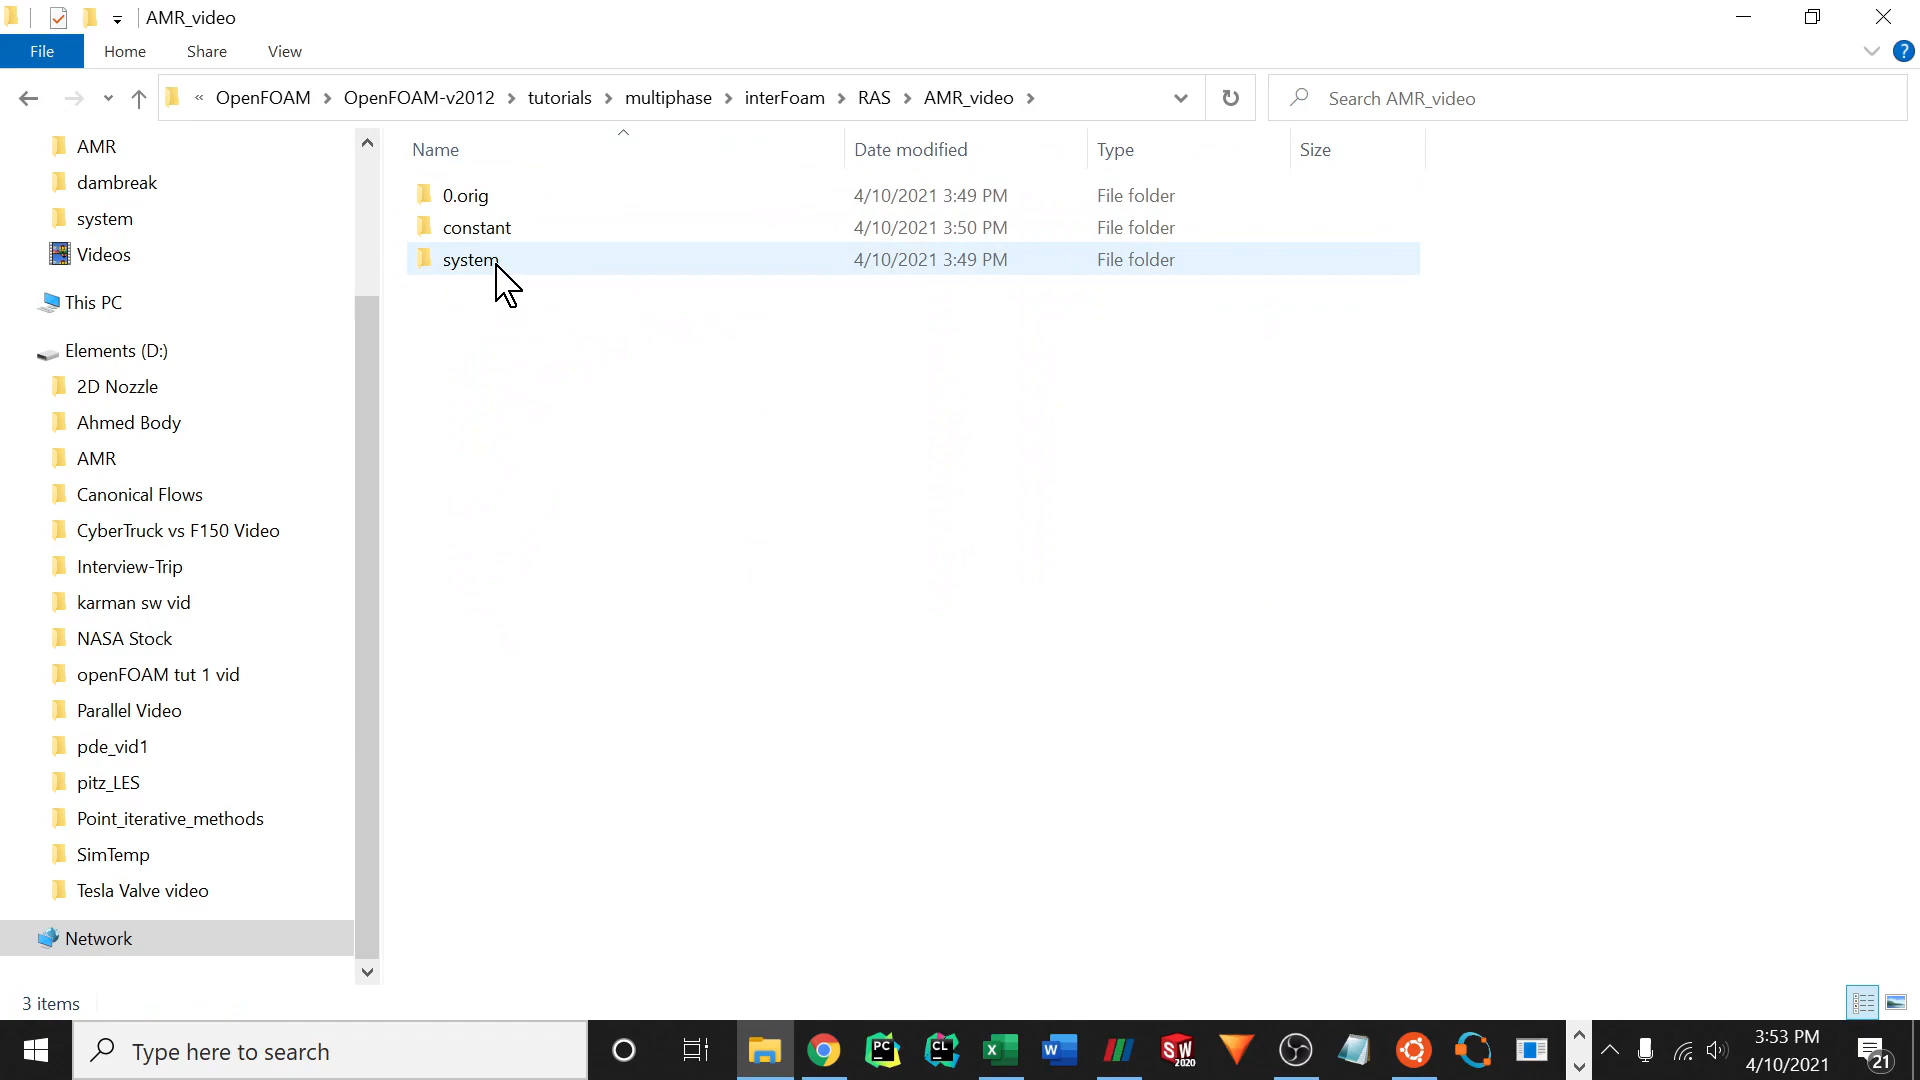 AMR_video
File Home Share View
« OpenFOAM > OpenFOAM-v2012 > tutorials > multiphase > interFoam > RAS > AMR_video >
Search AMR_video
Name Date modified Type Size
0.orig 4/10/2021 3:49 PM File folder
constant 4/10/2021 3:50 PM File folder
system 4/10/2021 3:49 PM File folder
AMR
dambreak
system
Videos
This PC
Elements (D:)
2D Nozzle
Ahmed Body
AMR
Canonical Flows
CyberTruck vs F150 Video
Interview-Trip
karman sw vid
NASA Stock
openFOAM tut 1 vid
Parallel Video
pde_vid1
pitz_LES
Point_iterative_methods
SimTemp
Tesla Valve video
Network
3 items
Type here to search
PC
CL
X
W
SW
2020
3:53 PM
4/10/2021
21